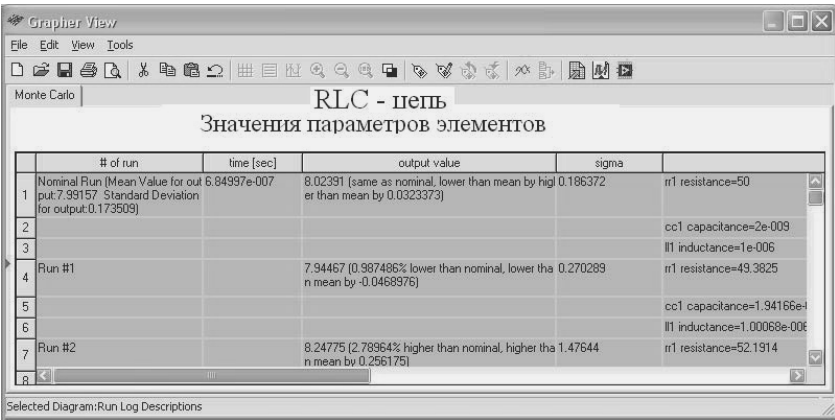 Grapher View
File Edit View Tools
Monte Carlo
RLC - цепь
Значения параметров элементов
# of run time [sec] output value sigma
1 Nominal Run (Mean Value for out 6.84997e-007 8.02391 (same as nominal, lower than mean by higl 0.186372 rr1 resistance=50
put:7.99157 Standard Deviation er than mean by 0.0323373)
for output:0.173509)
2 cc1 capacitance=2e-009
3 ll1 inductance=1e-006
4 Run #1 7.94467 (0.987486% lower than nominal, lower tha 0.270289 rr1 resistance=49.3825
n mean by -0.0468976)
5 cc1 capacitance=1.94166e-
6 ll1 inductance=1.00068e-006
7 Run #2 8.24775 (2.78964% higher than nominal, higher tha 1.47644 rr1 resistance=52.1914
n mean by 0.256175)
8
Selected Diagram:Run Log Descriptions